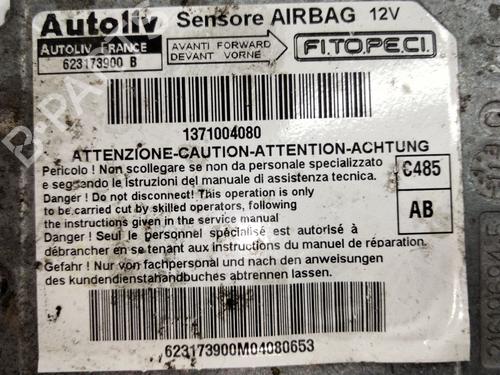 Autoliv Sensore AIRBAG 12V
AUTOLIV FRANCE
623173900 B
AVANTI FORWARD
DEVANT VORNE
FI.TO.PE.CI.
1371004080
ATTENZIONE-CAUTION-ATTENTION-ACHTUNG
Pericolo ! Non scollegare se non da personale specializzato
e seguendo le istruzioni del manuale di assistenza tecnica.
Danger ! Do not disconnect! This operation is only
to be carried cut by skilled operators, following
the instructions given in the service manual
Danger ! Seul le personnel spécialisé est autorisé à
débrancher en se tenant aux instructions du manuel de réparation.
Gefahr ! Nur von fachpersonal und nach den anweisungen
des kundendienstahandbuches abtrennen lassen.
C485
AB
623173900M04080653